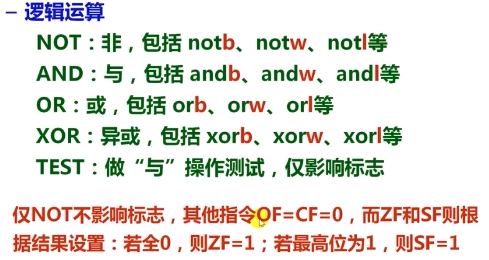 – 逻辑运算
NOT：非，包括 notb、notw、notl等
AND：与，包括 andb、andw、andl等
OR：或，包括 orb、orw、orl等
XOR：异或，包括 xorb、xorw、xorl等
TEST：做“与”操作测试，仅影响标志
仅NOT不影响标志，其他指令OF=CF=0，而ZF和SF则根
据结果设置：若全0，则ZF=1；若最高位为1，则SF=1